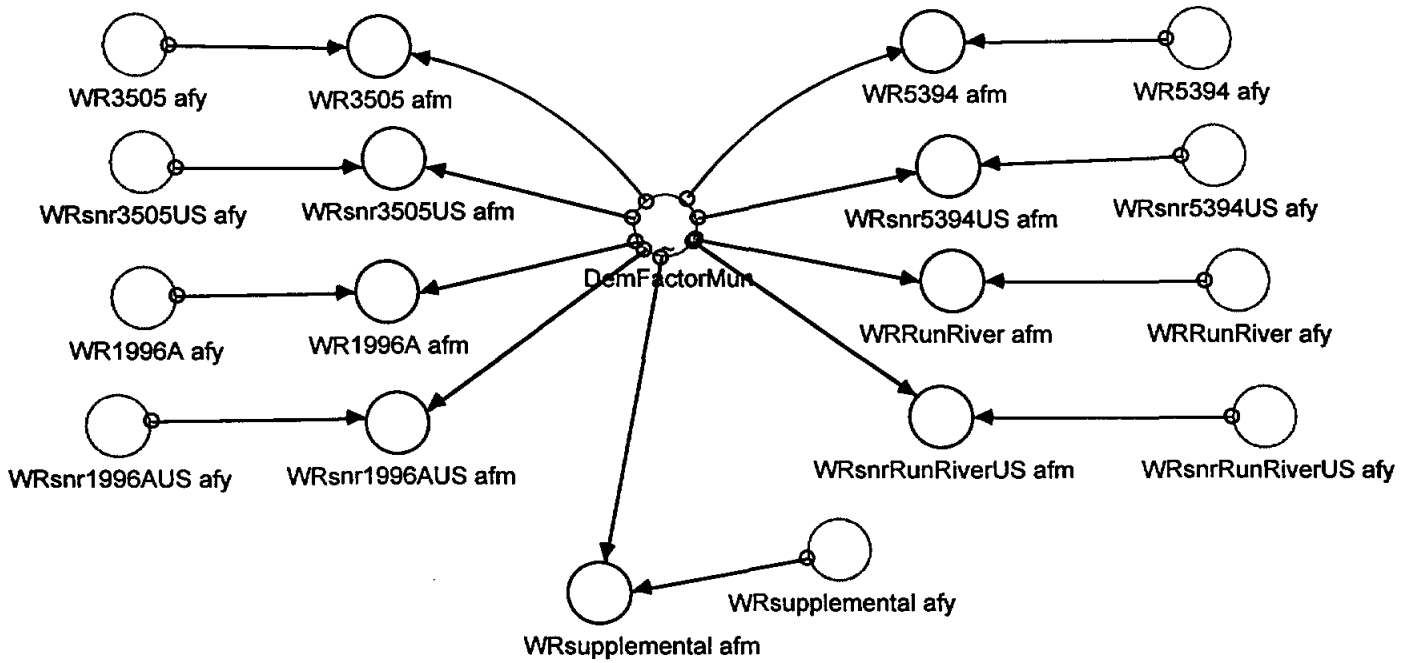 WR3505 afy
WR3505 afm
WR5394 afm
WR5394 afy
WRsnr3505US afy
WRsnr3505US afm
WRsnr5394US afm
WRsnr5394US afy
DemFactorMun
WR1996A afy
WR1996A afm
WRRunRiver afm
WRRunRiver afy
WRsnr1996AUS afy
WRsnr1996AUS afm
WRsnrRunRiverUS afm
WRsnrRunRiverUS afy
WRsupplemental afy
WRsupplemental afm